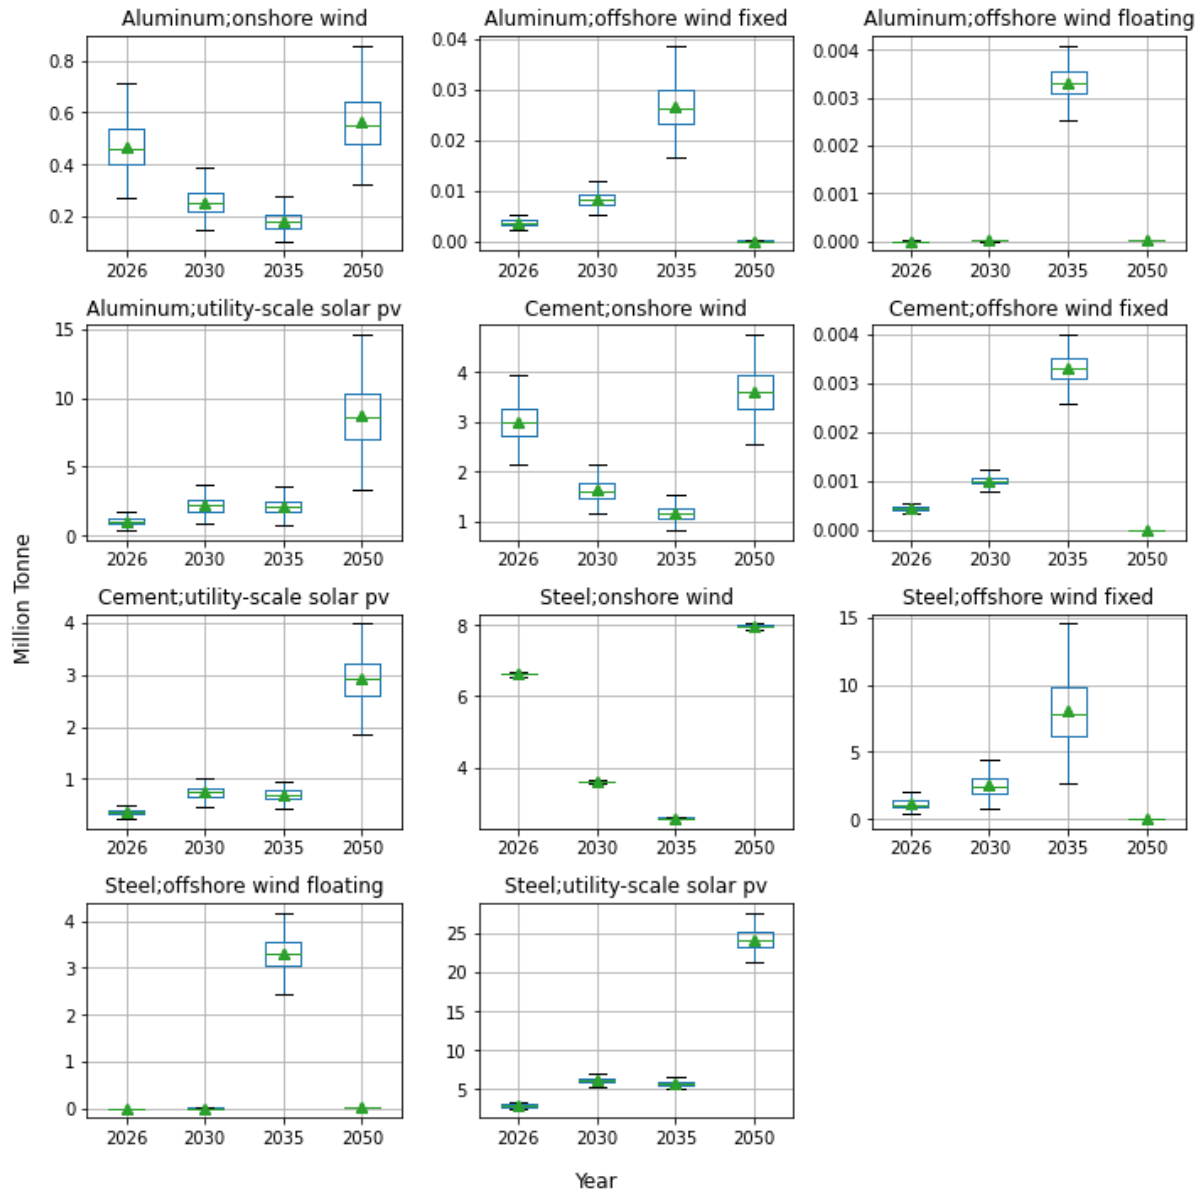 Aluminum;onshore wind
0.8
0.6
0.4
0.2
2026 2030 2035 2050
Aluminum;offshore wind fixed
0.04
0.03
0.02
0.01
0.00
2026 2030 2035 2050
Aluminum;offshore wind floating
0.004
0.003
0.002
0.001
0.000
2026 2030 2035 2050
Aluminum;utility-scale solar pv
15
10
5
0
2026 2030 2035 2050
Cement;onshore wind
4
3
2
1
2026 2030 2035 2050
Cement;offshore wind fixed
0.004
0.003
0.002
0.001
0.000
2026 2030 2035 2050
Million Tonne
Cement;utility-scale solar pv
4
3
2
1
2026 2030 2035 2050
Steel;onshore wind
8
6
4
2026 2030 2035 2050
Steel;offshore wind fixed
15
10
5
0
2026 2030 2035 2050
Steel;offshore wind floating
4
3
2
1
0
2026 2030 2035 2050
Steel;utility-scale solar pv
25
20
15
10
5
2026 2030 2035 2050
Year